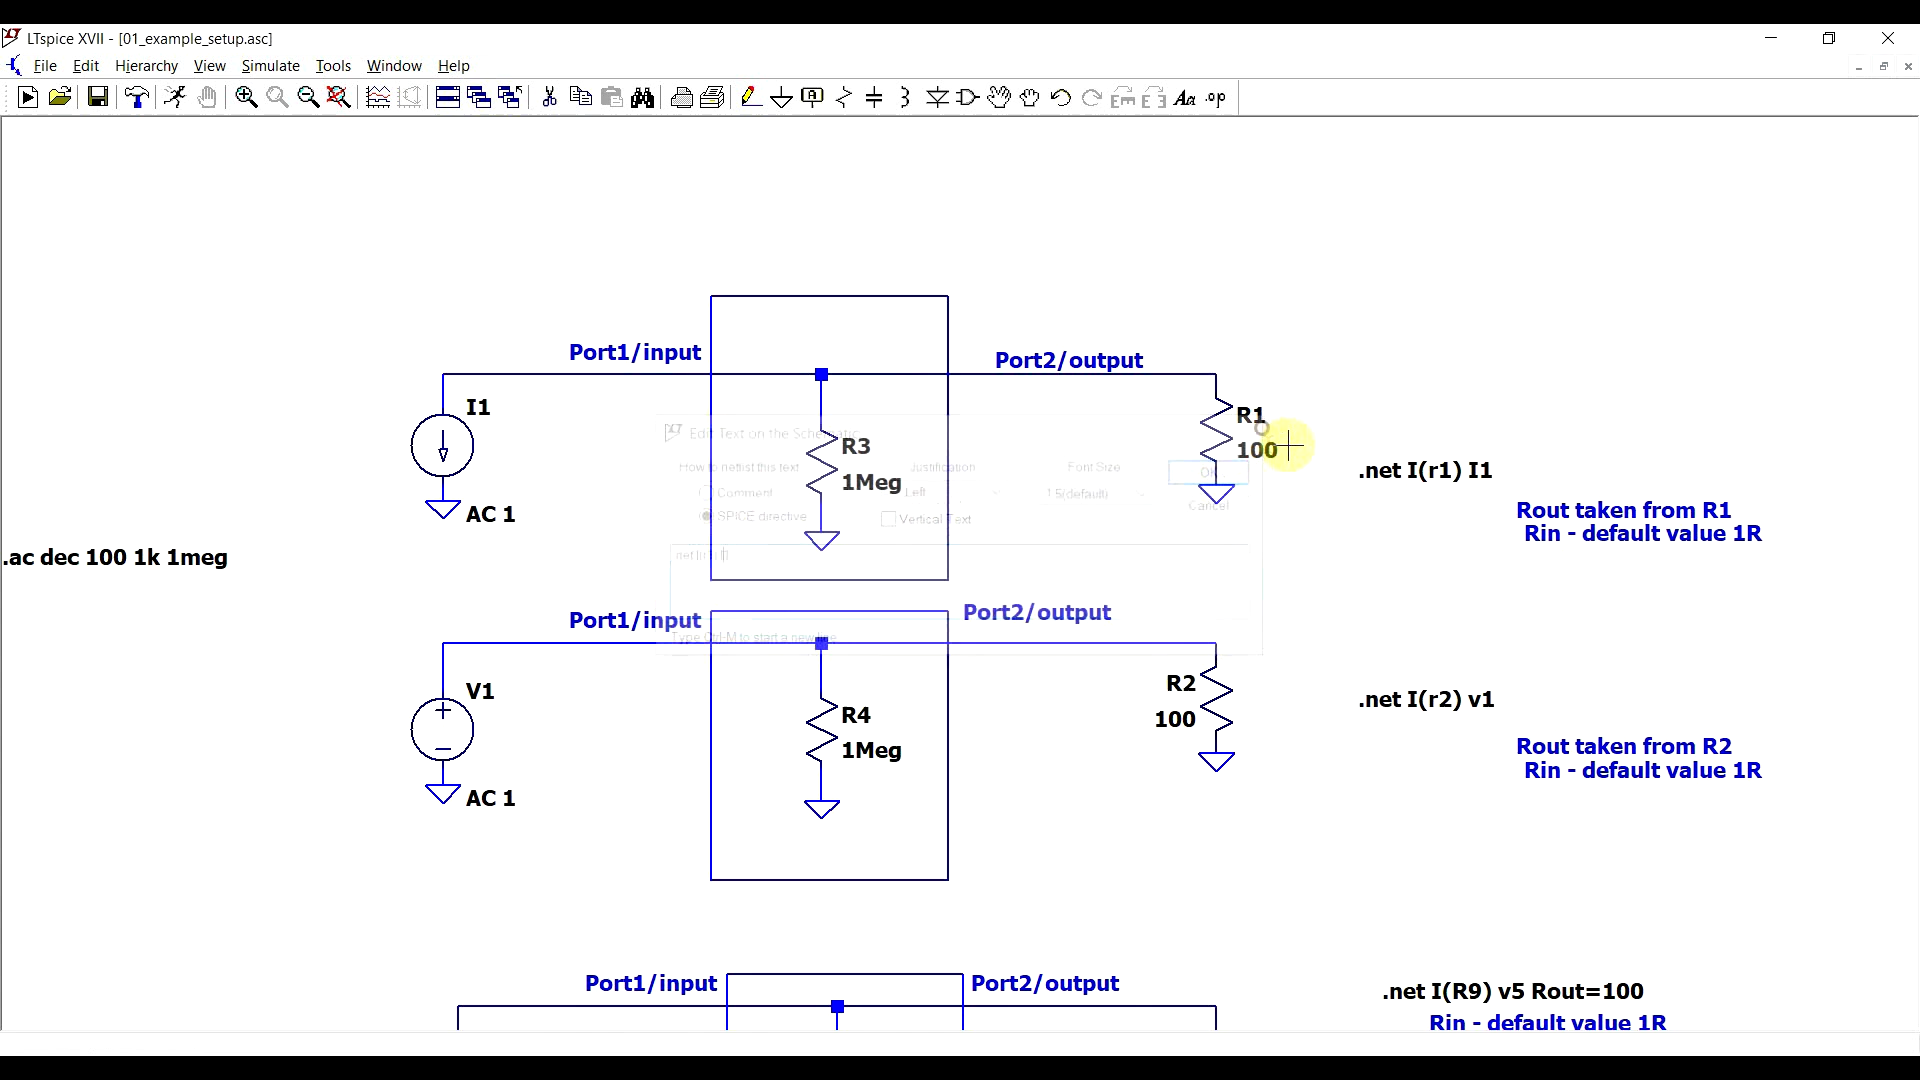 LTspice XVII - [01_example_setup.asc]
File Edit Hierarchy View Simulate Tools Window Help
A Aa .op
Port1/input Port2/output
I1 R1
100
R3
1Meg
.net I(r1) I1
AC 1
Rout taken from R1
Rin - default value 1R
Edit Text on the Schematic
How to netlist this text Justification Font Size
Comment Left 1.5(default) OK
SPICE directive Vertical Text Cancel
Type Ctrl-M to start a new line
.ac dec 100 1k 1meg
Port1/input Port2/output
V1 R2
100
R4
1Meg
.net I(r2) v1
AC 1
Rout taken from R2
Rin - default value 1R
Port1/input Port2/output
.net I(R9) v5 Rout=100
Rin - default value 1R